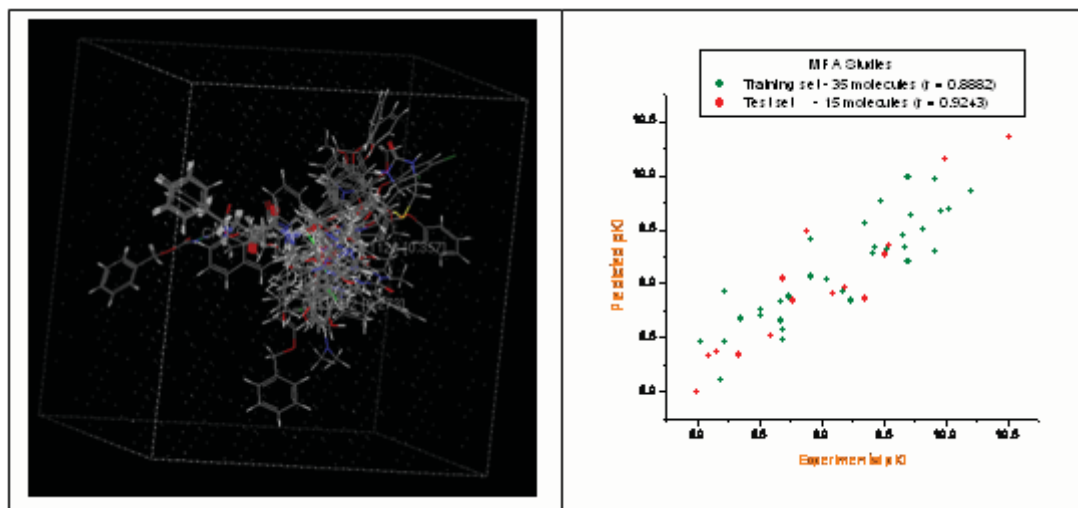 MFA Studies
Training set - 35 molecules (r = 0.8882)
Test set - 15 molecules (r = 0.9243)
10.5
10.0
9.5
9.0
8.5
8.0
Predicted pKi
8.0 8.5 9.0 9.5 10.0 10.5
Experimental pKi